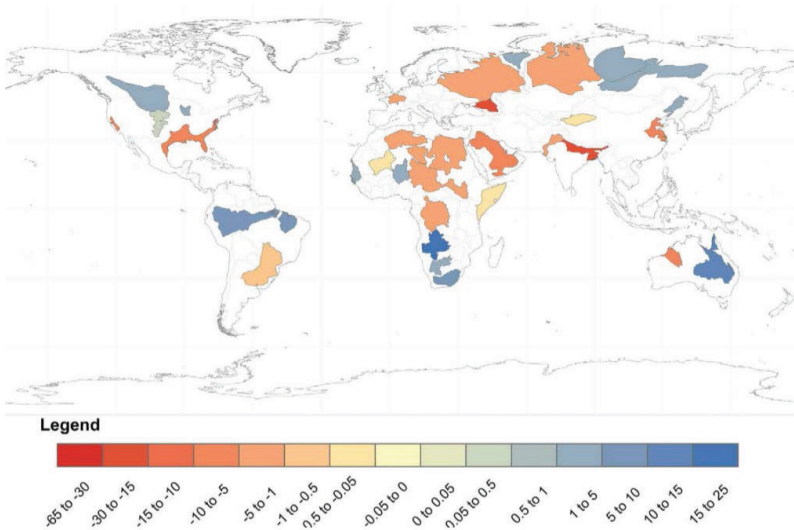 Legend
-65 to -30
-30 to -15
-15 to -10
-10 to -5
-5 to -1
-1 to -0.5
0.5 to -0.05
-0.05 to 0
0 to 0.05
0.05 to 0.5
0.5 to 1
1 to 5
5 to 10
10 to 15
15 to 25